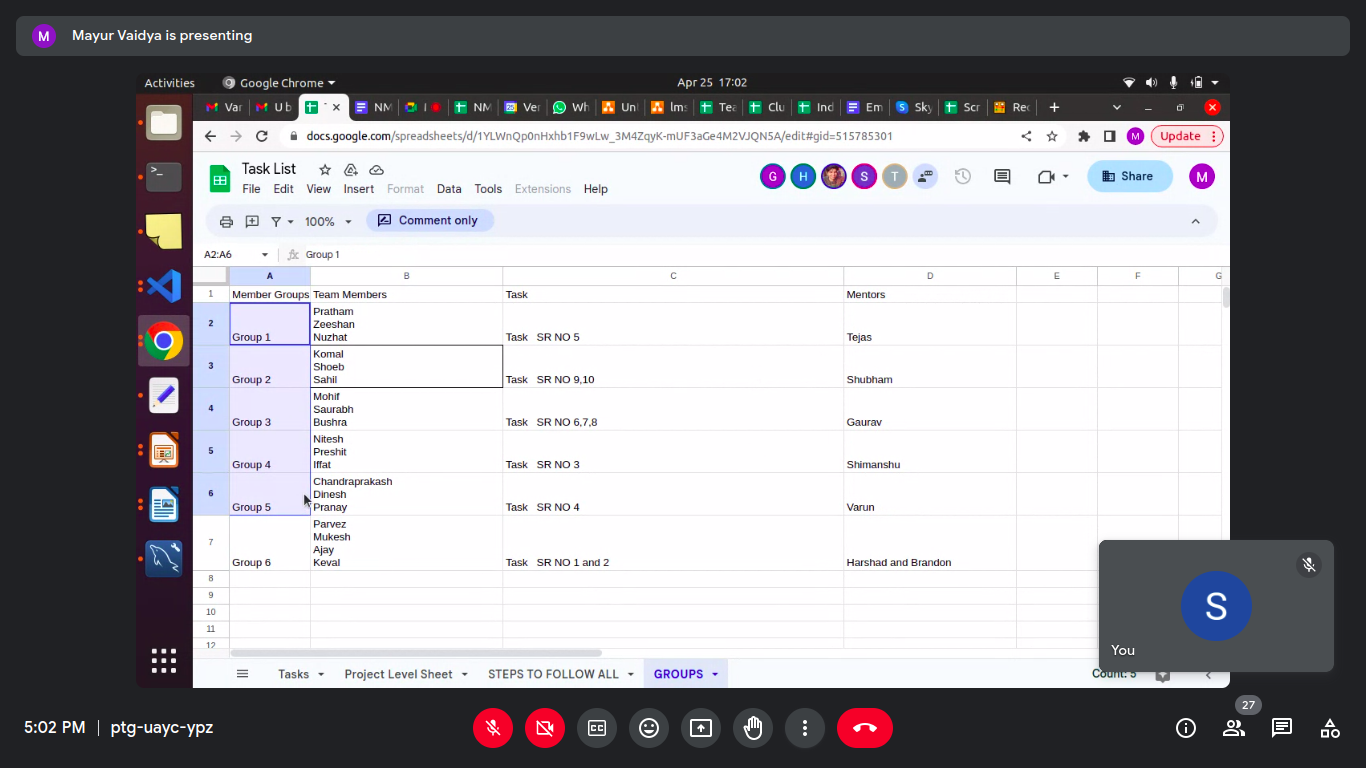 M Mayur Vaidya is presenting
Activities Google Chrome Apr 25 17:02
Var U b NM NM Ver Wh Un Ims Tea Clu Ind Em Sky Scr Rec
docs.google.com/spreadsheets/d/1YLWnQp0nHxhb1F9wLw_3M4ZqyK-mUF3aGe4M2VJQN5A/edit#gid=515785301 M Update
Task List
G H S T Share M
File Edit View Insert Format Data Tools Extensions Help
100% Comment only
A2:A6 fx Group 1
A B C D E F G
1 Member Groups Team Members Task Mentors
2 Group 1
Pratham
Zeeshan
Nuzhat
Task SR NO 5 Tejas
3 Group 2
Komal
Shoeb
Sahil
Task SR NO 9,10 Shubham
4 Group 3
Mohif
Saurabh
Bushra
Task SR NO 6,7,8 Gaurav
5 Group 4
Nitesh
Preshit
Iffat
Task SR NO 3 Shimanshu
6 Group 5
Chandraprakash
Dinesh
Pranay
Task SR NO 4 Varun
7 Group 6
Parvez
Mukesh
Ajay
Keval
Task SR NO 1 and 2 Harshad and Brandon
8
9
10
11
12
Tasks Project Level Sheet STEPS TO FOLLOW ALL GROUPS Count: 5
S
You
5:02 PM | ptg-uayc-ypz
27